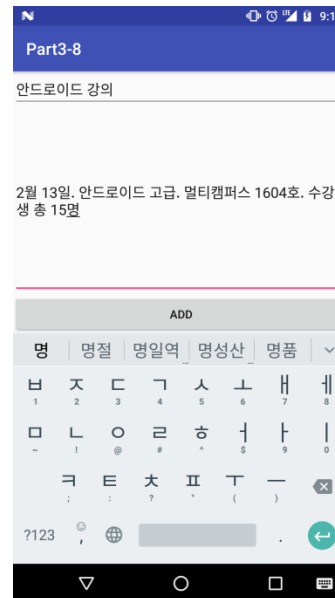 9:1
Part3-8
안드로이드 강의
2월 13일. 안드로이드 고급. 멀티캠퍼스 1604호. 수강
생 총 15명
ADD
명 명절 명일역 명성산 명품
ㅂ ㅈ ㄷ ㄱ ㅅ ㅗ ㅐ ㅔ
1 2 3 4 5 6 7 8
ㅁ ㄴ ㅇ ㄹ ㅎ ㅓ ㅏ ㅣ
~ ! @ # $ 9 0
ㅋ ㅌ ㅊ ㅍ ㅜ ㅡ
; : ? ( )
?123 , .